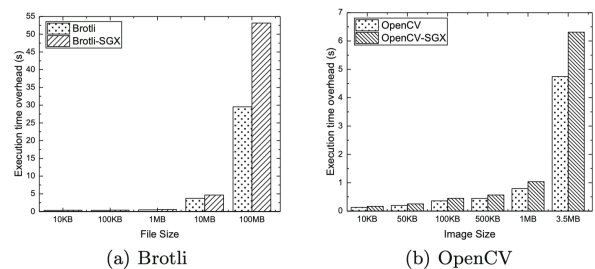 Brotli
Brotli-SGX
Execution time overhead (s)
55
50
45
40
35
30
25
20
15
10
5
0
10KB 100KB 1MB 10MB 100MB
File Size
(a) Brotli
OpenCV
OpenCV-SGX
Execution time overhead (s)
7
6
5
4
3
2
1
0
10KB 50KB 100KB 500KB 1MB 3.5MB
Image Size
(b) OpenCV